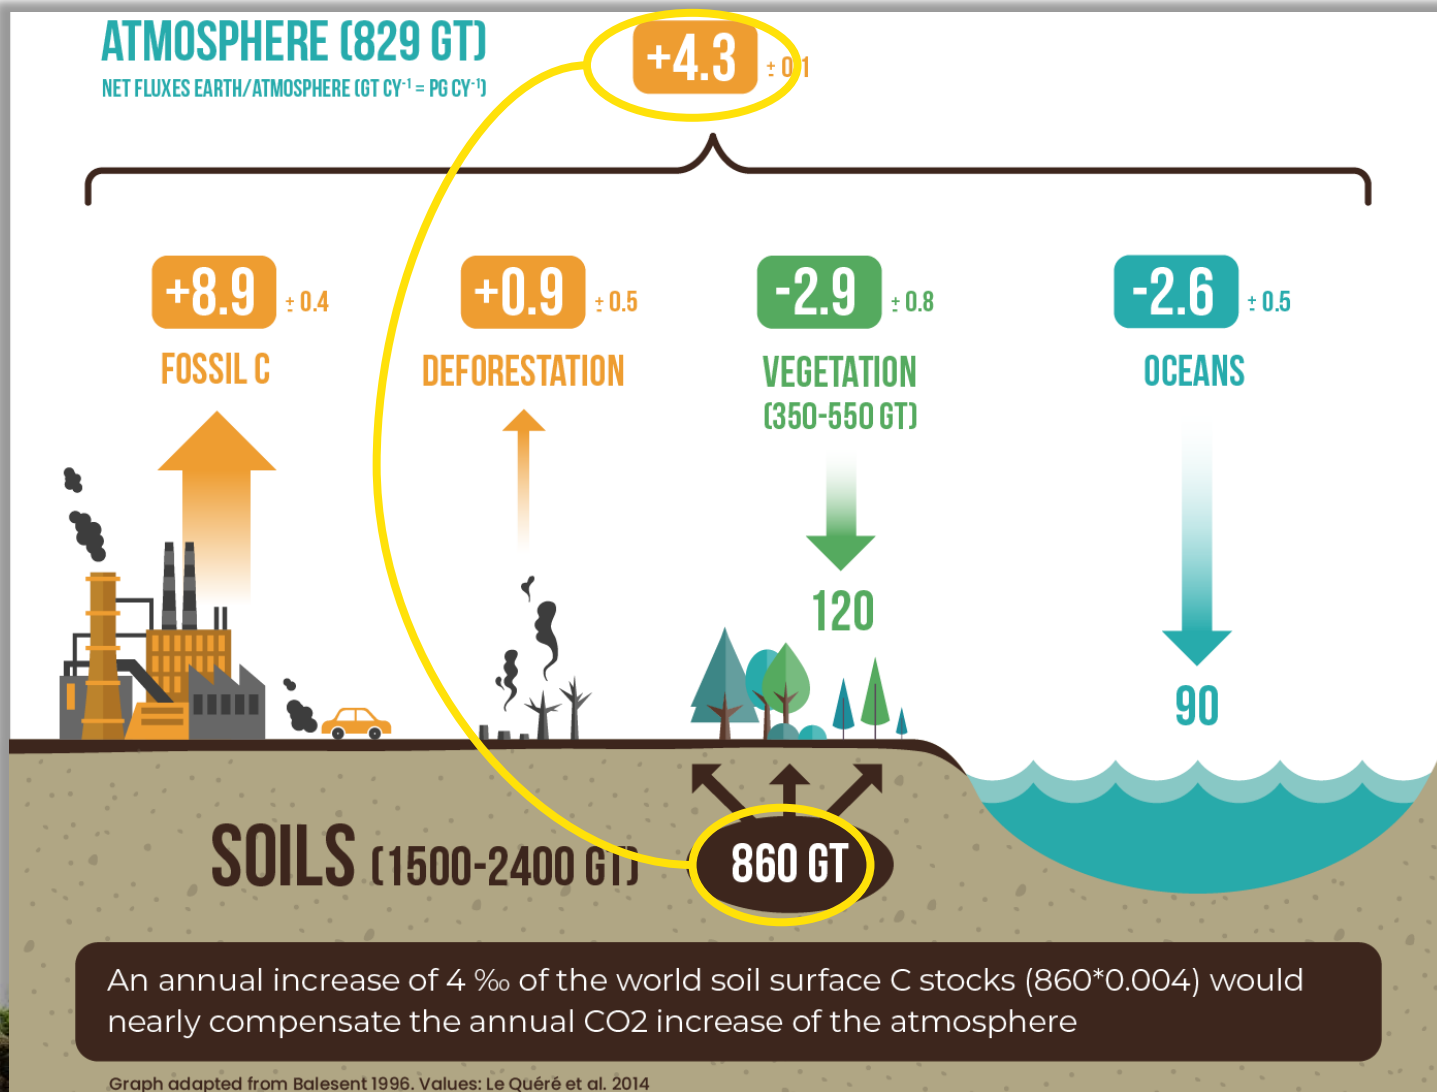 ATMOSPHERE (829 GT)
NET FLUXES EARTH/ATMOSPHERE (GT CY⁻¹ = PG CY⁻¹)
+4.3 ± 0.1
+8.9 ± 0.4
FOSSIL C
+0.9 ± 0.5
DEFORESTATION
-2.9 ± 0.8
VEGETATION
(350-550 GT)
120
-2.6 ± 0.5
OCEANS
90
SOILS (1500-2400 GT)
860 GT
An annual increase of 4 ‰ of the world soil surface C stocks (860*0.004) would
nearly compensate the annual CO2 increase of the atmosphere
Graph adapted from Balesent 1996. Values: Le Quéré et al. 2014